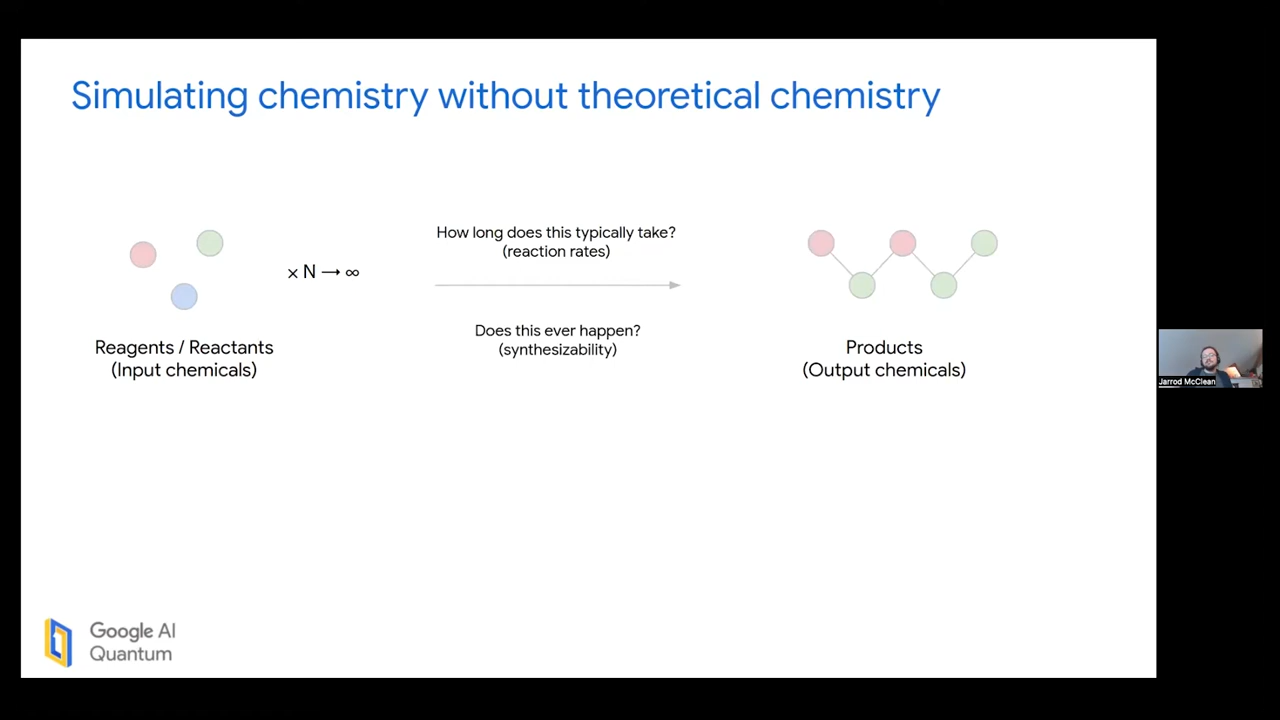 Simulating chemistry without theoretical chemistry
How long does this typically take?
(reaction rates)
× N → ∞
Does this ever happen?
(synthesizability)
Reagents / Reactants
(Input chemicals)
Products
(Output chemicals)
Jarrod McClean
Google AI
Quantum